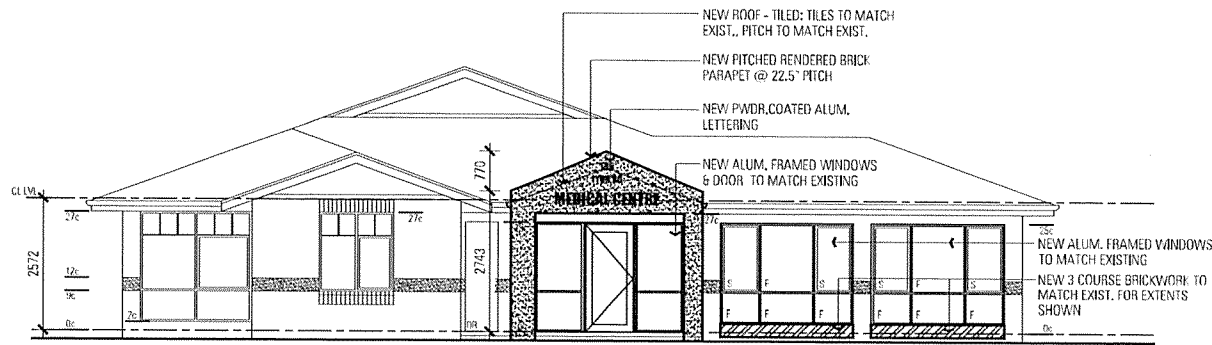 NEW ROOF - TILED: TILES TO MATCH
EXIST., PITCH TO MATCH EXIST.
NEW PITCHED RENDERED BRICK
PARAPET @ 22.5° PITCH
NEW PWDR.COATED ALUM.
LETTERING
NEW ALUM. FRAMED WINDOWS
& DOOR TO MATCH EXISTING
770
MEDICAL CENTRE
CL LVL
27c
27c
27c
25c
2572
2743
12c
9c
2c
0c
NEW ALUM. FRAMED WINDOWS
TO MATCH EXISTING
NEW 3 COURSE BRICKWORK TO
MATCH EXIST. FOR EXTENTS
SHOWN
S F S S F S
F F F F
DR
0c